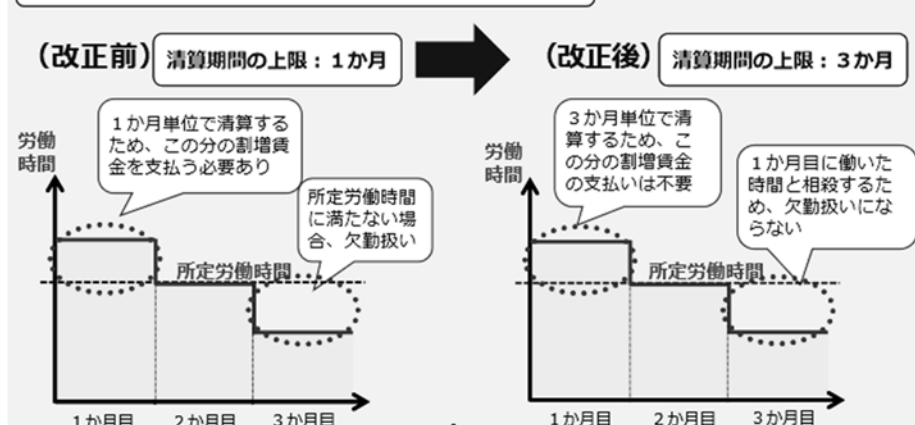 (改正前)
清算期間の上限：１か月
(改正後)
清算期間の上限：３か月
労働
時間
１か月単位で清算する
ため、この分の割増賃
金を支払う必要あり
所定労働時間
に満たない場
合、欠勤扱い
所定労働時間
１か月目
２か月目
３か月目
労働
時間
３か月単位で清
算するため、こ
の分の割増賃金
の支払いは不要
１か月目に働いた
時間と相殺するた
め、欠勤扱いにな
らない
所定労働時間
１か月目
２か月目
３か月目